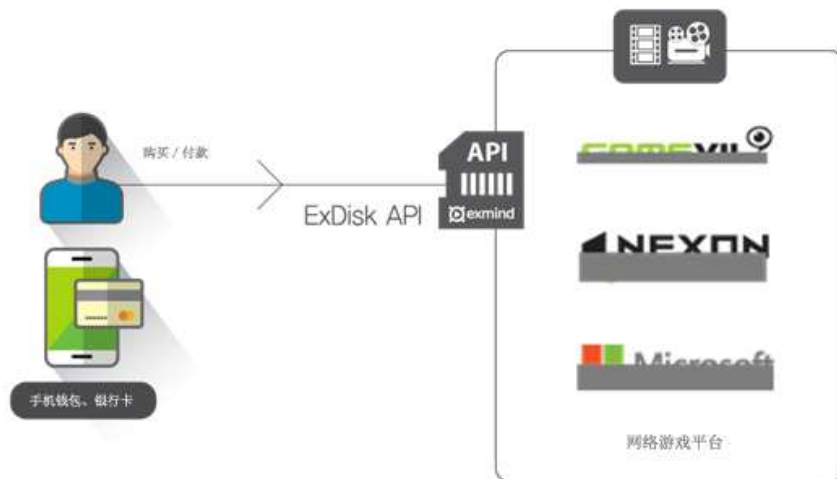 购买 / 付款
API
exmind
ExDisk API
NEXON
Microsoft
手机钱包、银行卡
网络游戏平台